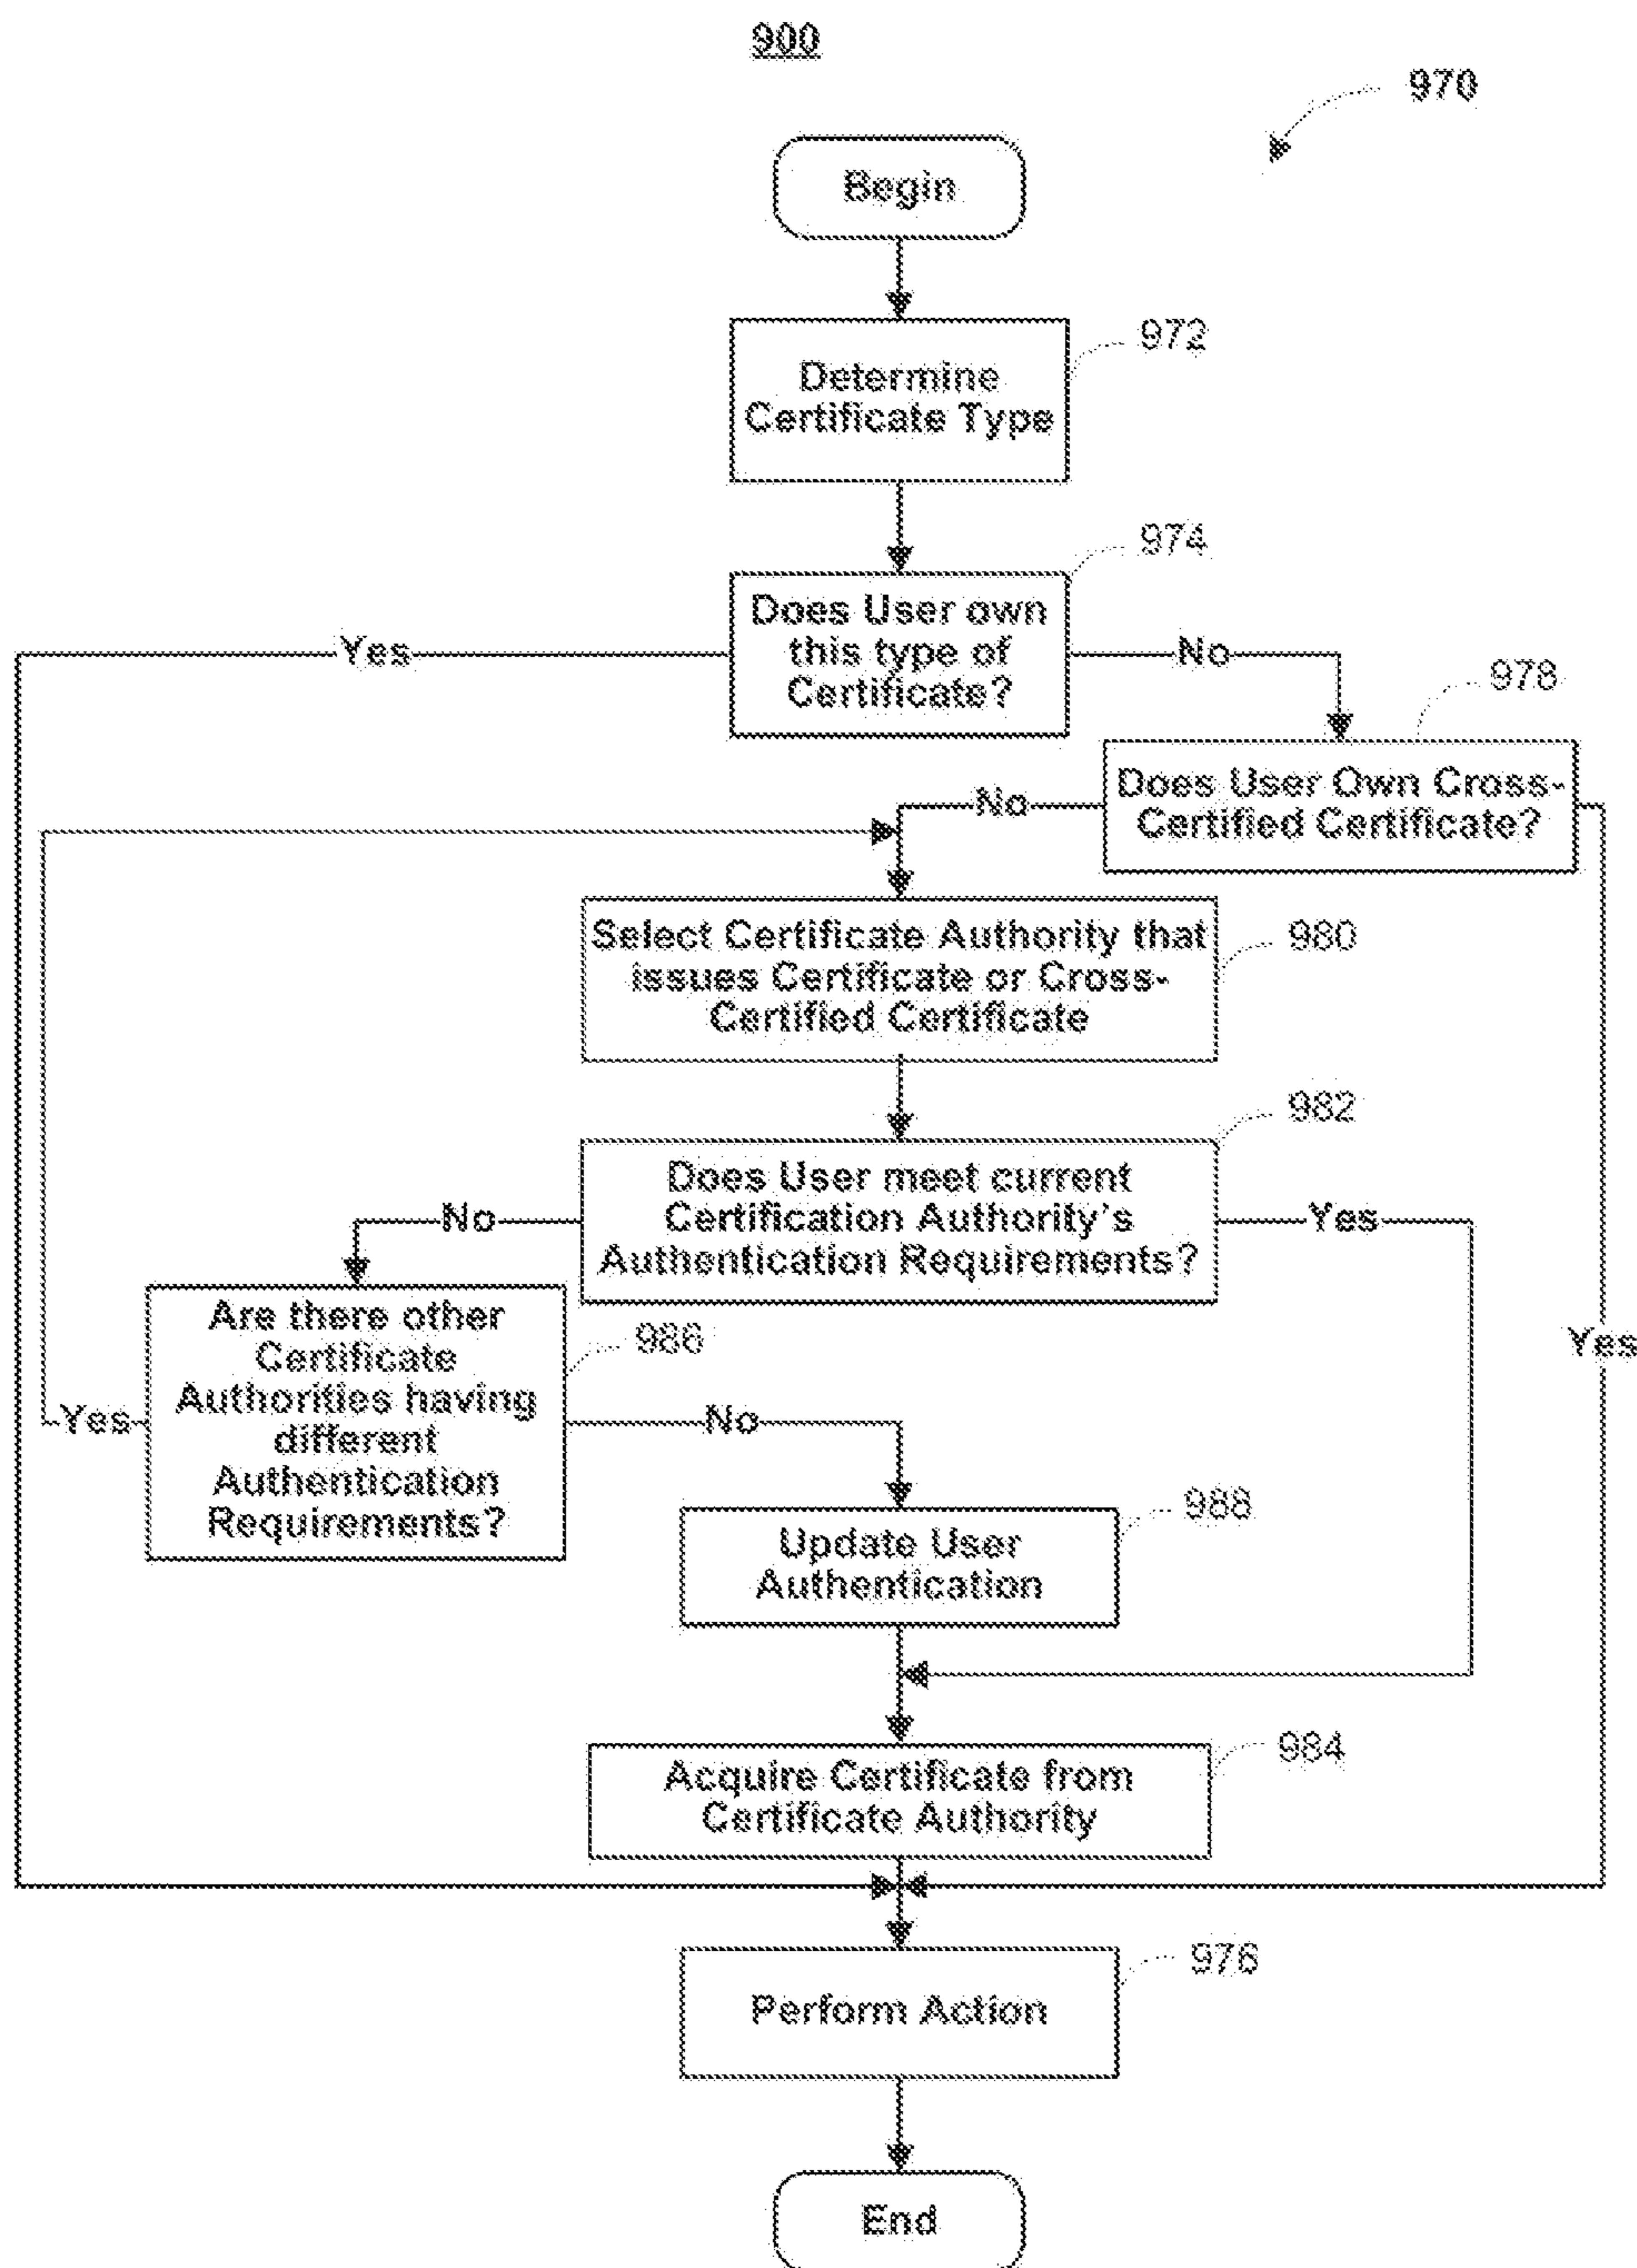 900
970
Begin
972
Determine
Certificate Type
974
Does User own
this type of
Certificate?
Yes
No
978
Does User Own Cross-
Certified Certificate?
No
Yes
980
Select Certificate Authority that
issues Certificate or Cross-
Certified Certificate
982
Does User meet current
Certification Authority's
Authentication Requirements?
No
Yes
986
Are there other
Certificate
Authorities having
different
Authentication
Requirements?
Yes
No
988
Update User
Authentication
984
Acquire Certificate from
Certificate Authority
976
Perform Action
End